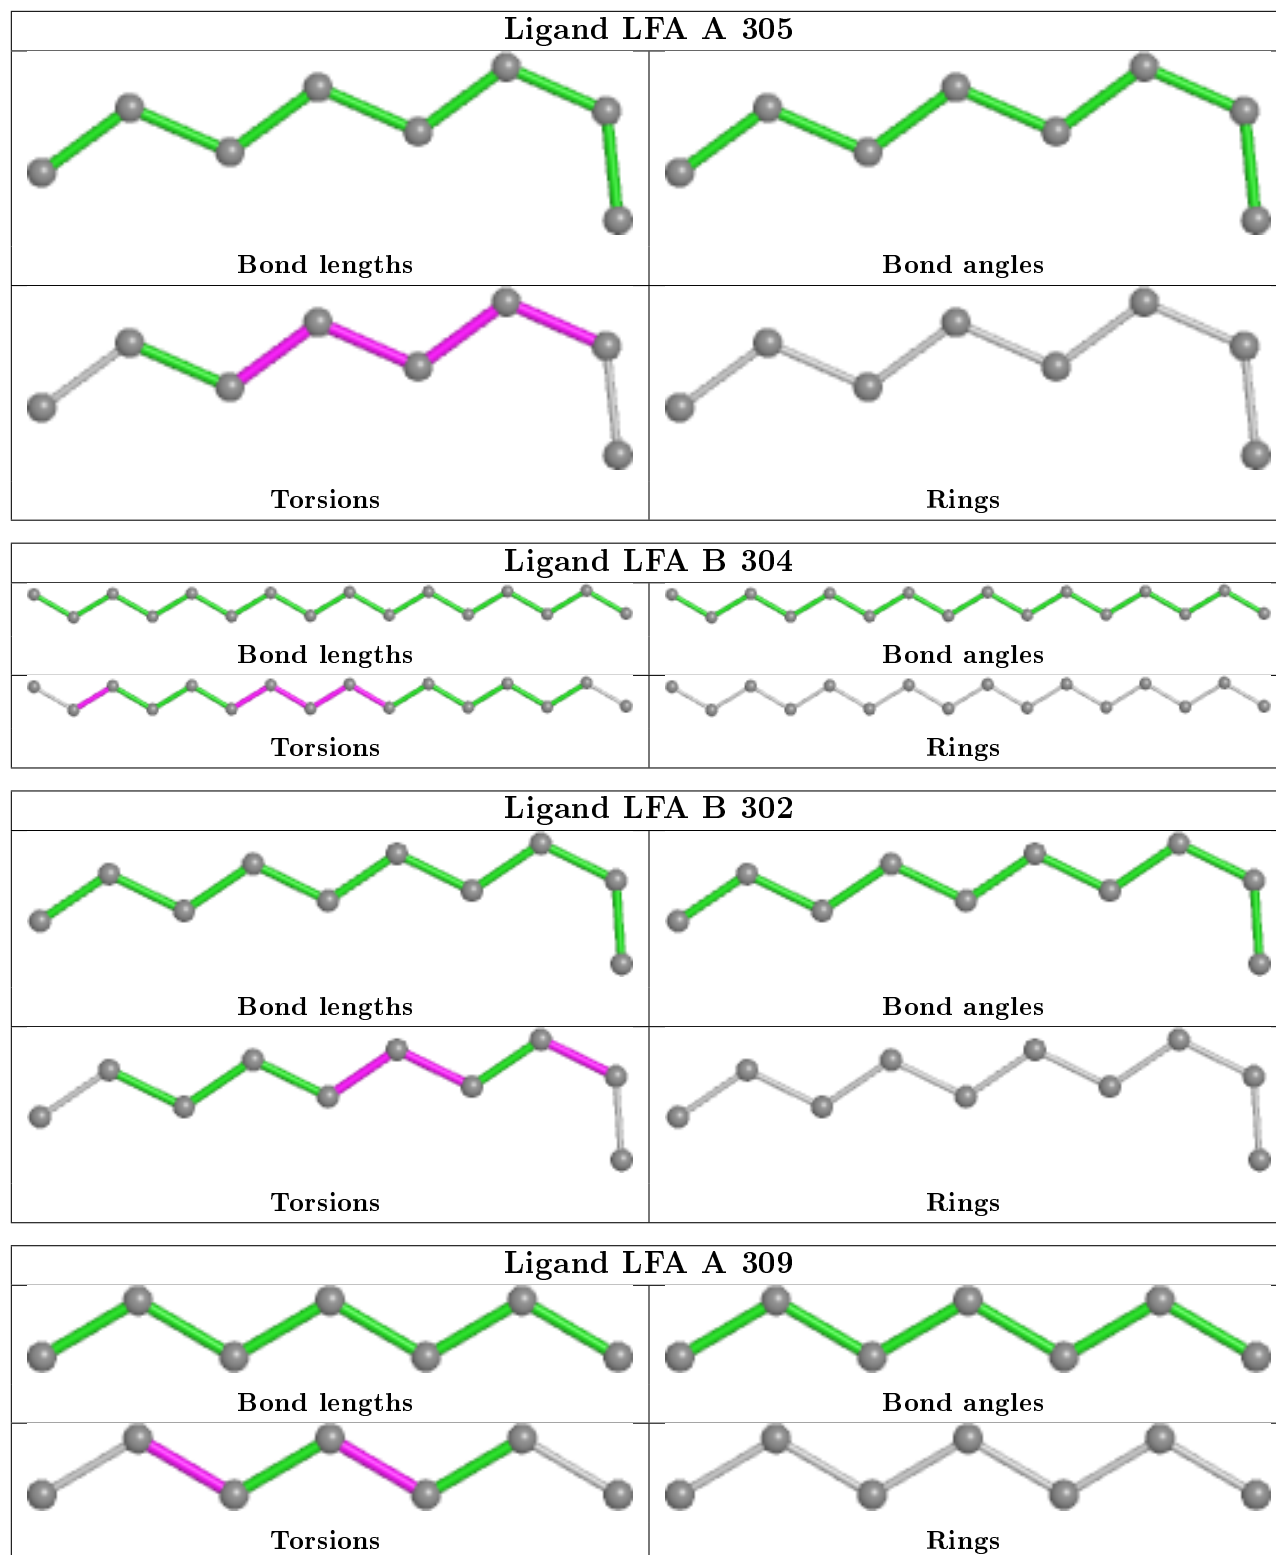 Ligand LFA A 305
Bond lengths
Bond angles
Torsions
Rings
Ligand LFA B 304
Bond lengths
Bond angles
Torsions
Rings
Ligand LFA B 302
Bond lengths
Bond angles
Torsions
Rings
Ligand LFA A 309
Bond lengths
Bond angles
Torsions
Rings